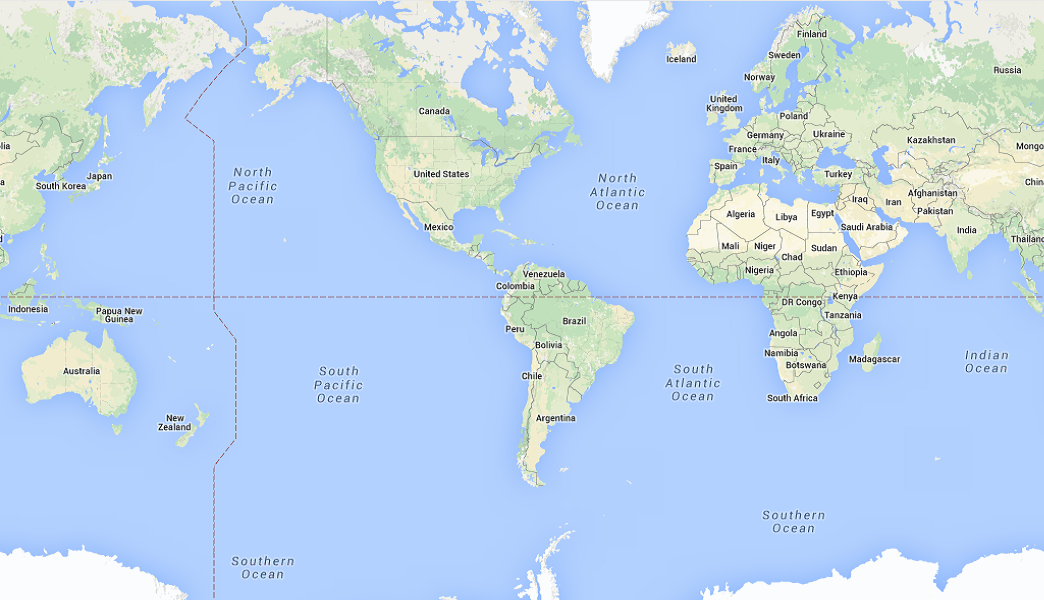 Finland
Sweden
Iceland
Norway
Russia
United
Kingdom
Canada
Poland
Germany
Ukraine
Kazakhstan
lia
France
Mongo
Italy
Spain
Turkey
United States
North
Pacific
Ocean
Japan
South Korea
a
North
Atlantic
Ocean
Chin
Afghanistan
Iraq
Iran
Pakistan
Algeria
Libya
Egypt
Mexico
Saudi Arabia
India
d
Thailand
Mali
Niger
Sudan
Chad
Nigeria
Ethiopia
Venezuela
Colombia
Kenya
DR Congo
Indonesia
Papua New
Guinea
Tanzania
Brazil
Peru
Angola
Bolivia
Namibia
Botswana
Madagascar
Indian
Ocean
Australia
South
Pacific
Ocean
Chile
South
Atlantic
Ocean
South Africa
New
Zealand
Argentina
Southern
Ocean
Southern
Ocean